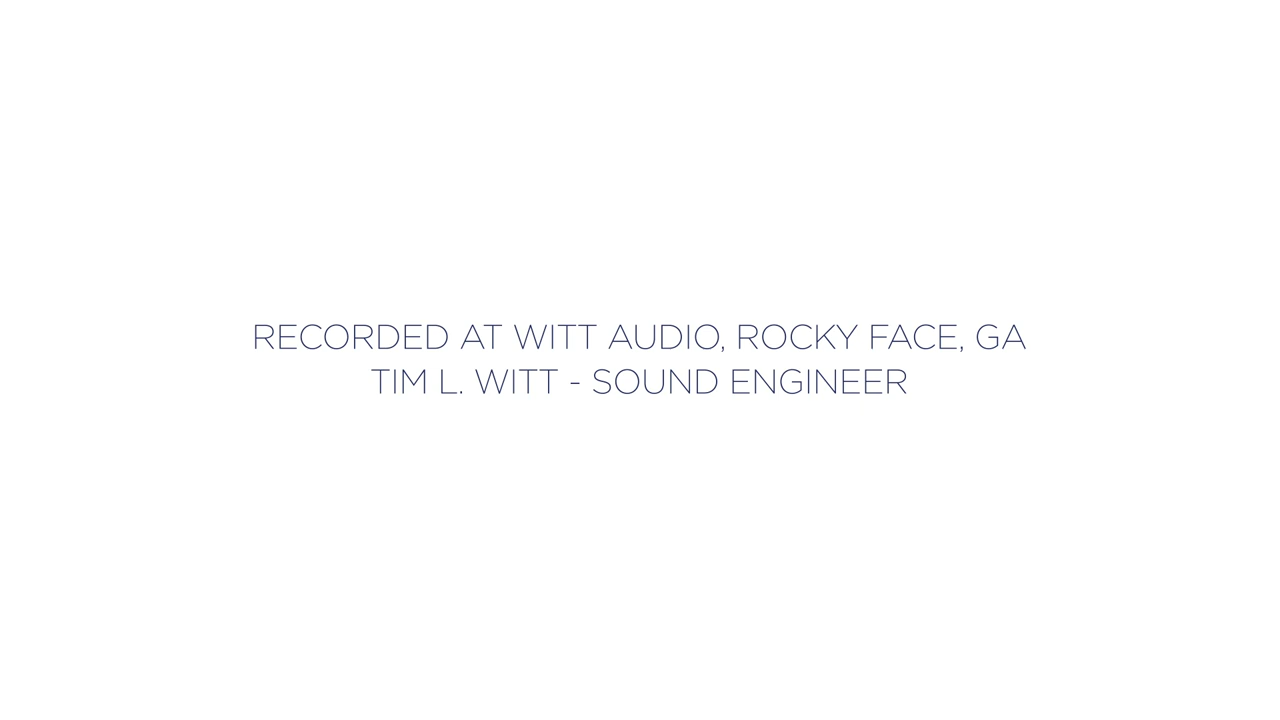 RECORDED AT WITT AUDIO, ROCKY FACE, GA
TIM L. WITT - SOUND ENGINEER